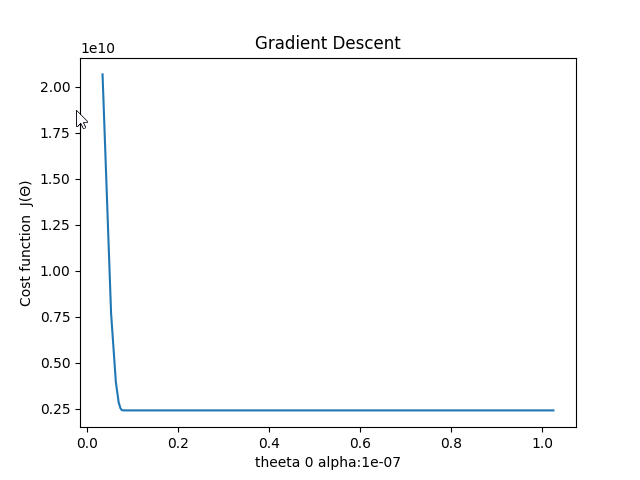 Gradient Descent
1e10
2.00
1.75
1.50
1.25
1.00
0.75
0.50
0.25
Cost function J(Θ)
0.0 0.2 0.4 0.6 0.8 1.0
theeta 0 alpha:1e-07